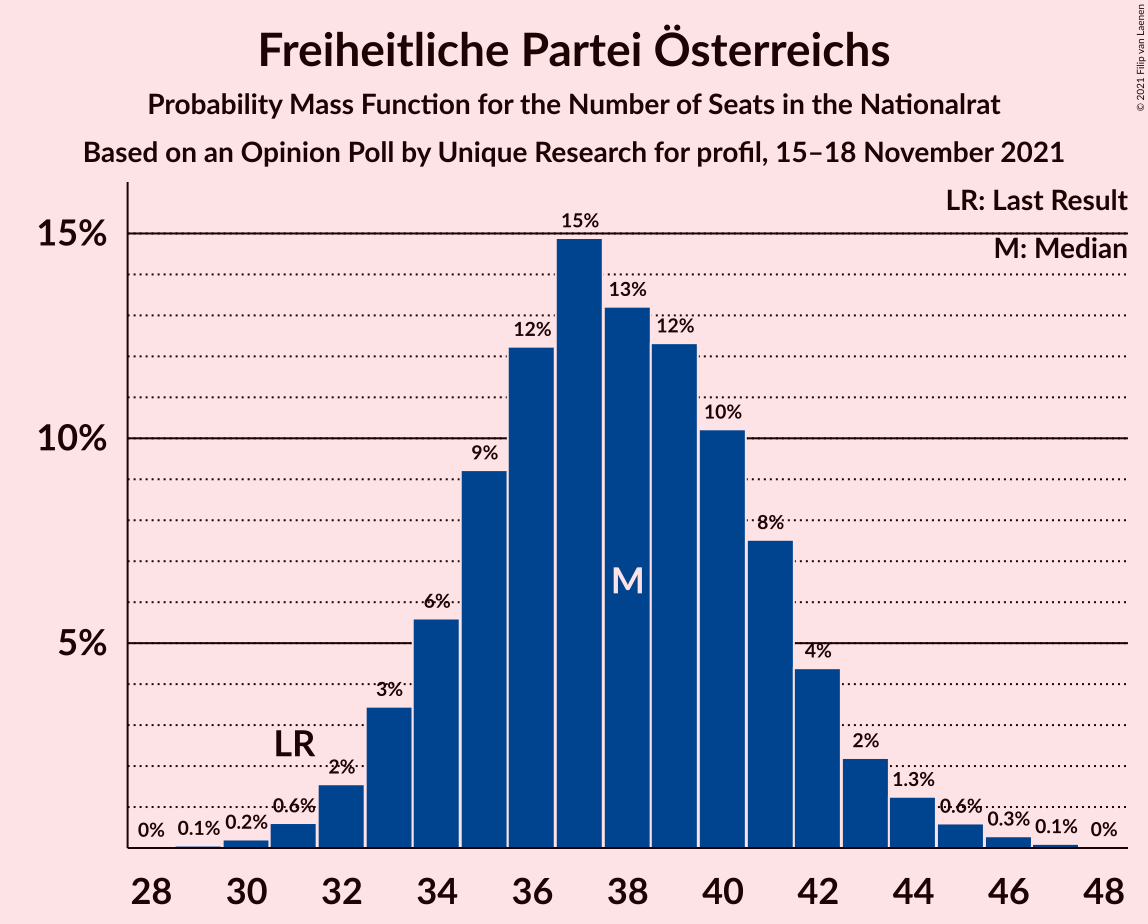 Freiheitliche Partei Österreichs
Probability Mass Function for the Number of Seats in the Nationalrat
Based on an Opinion Poll by Unique Research for profil, 15–18 November 2021
© 2021 Filip van Laenen
LR: Last Result
M: Median
15%
10%
5%
0%
0.1%
0.2%
0.6%
2%
3%
6%
9%
12%
15%
13%
12%
10%
8%
4%
2%
1.3%
0.6%
0.3%
0.1%
0%
LR
M
28 30 32 34 36 38 40 42 44 46 48